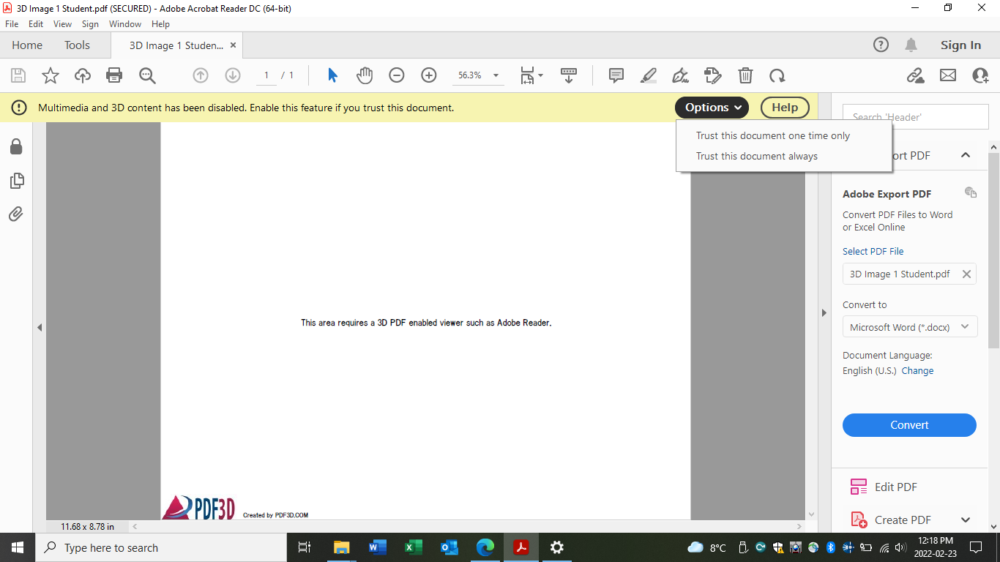 3D Image 1 Student.pdf (SECURED) - Adobe Acrobat Reader DC (64-bit)
File Edit View Sign Window Help
Home Tools 3D Image 1 Studen... × Sign In
1 / 1 56.3%
Multimedia and 3D content has been disabled. Enable this feature if you trust this document. Options Help
Trust this document one time only
Trust this document always
Search 'Header'
ort PDF
Adobe Export PDF
Convert PDF Files to Word
or Excel Online
Select PDF File
3D Image 1 Student.pdf
Convert to
Microsoft Word (*.docx)
Document Language:
English (U.S.) Change
Convert
Edit PDF
Create PDF
This area requires a 3D PDF enabled viewer such as Adobe Reader.
PDF3D Created by PDF3D.COM
11.68 x 8.78 in
Type here to search
8°C
12:18 PM
2022-02-23